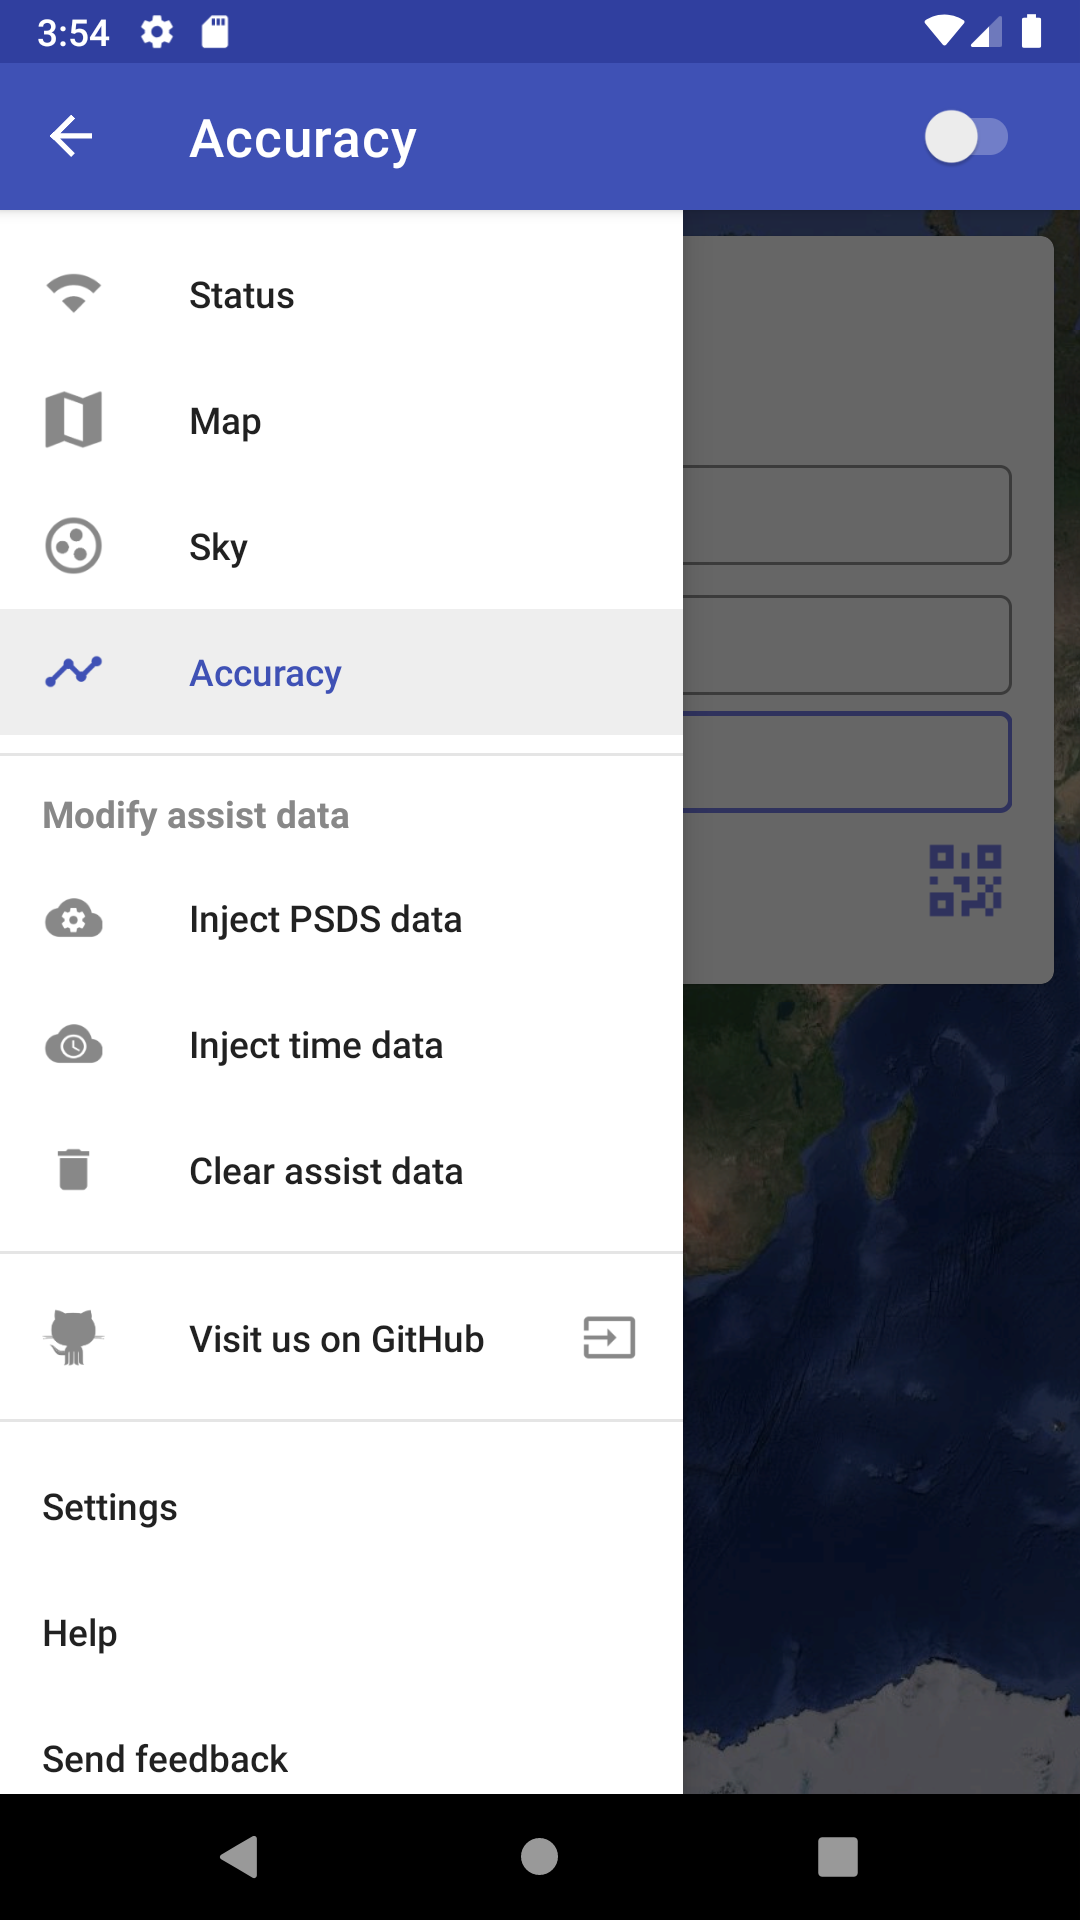 3:54
Accuracy
Status
Map
Sky
Accuracy
Modify assist data
Inject PSDS data
Inject time data
Clear assist data
Visit us on GitHub
Settings
Help
Send feedback